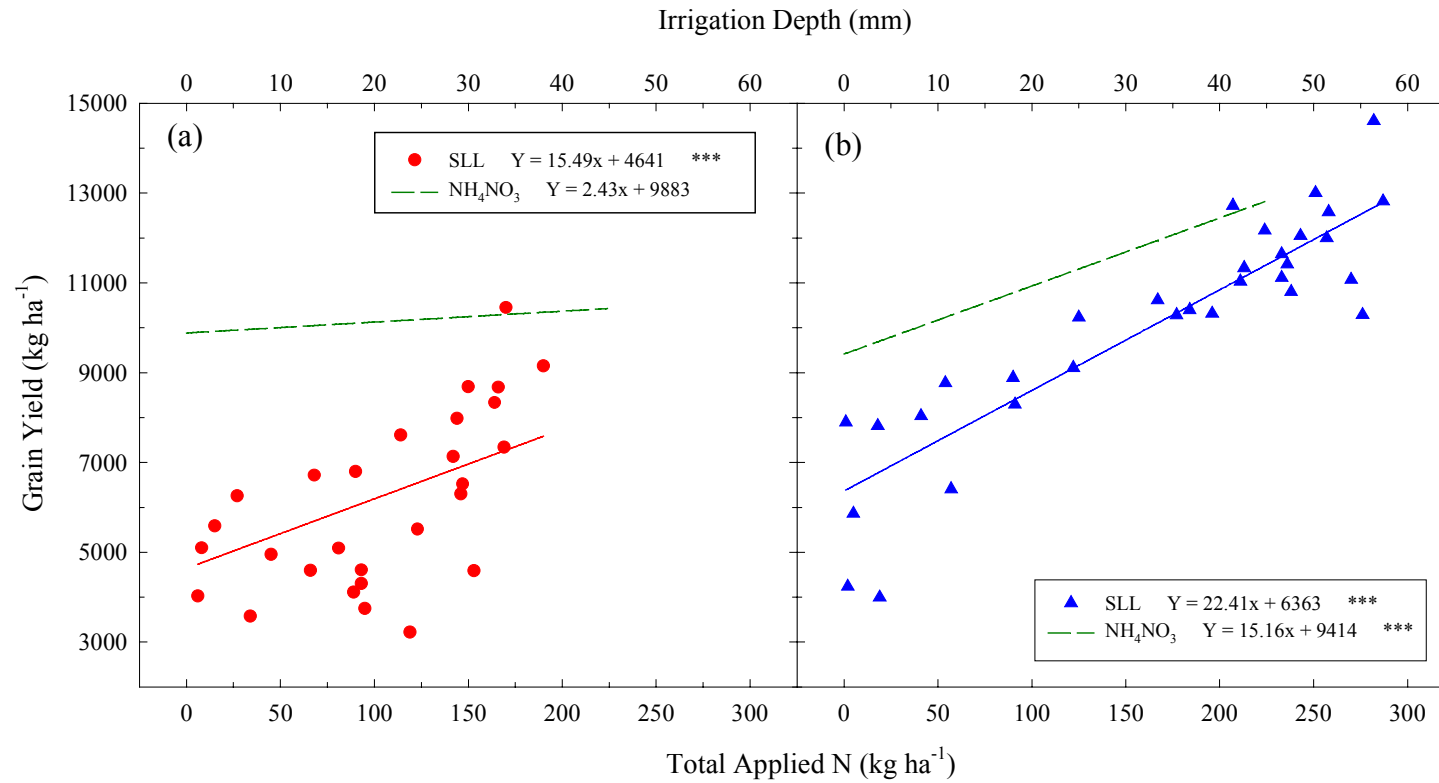 Irrigation Depth (mm)
0 10 20 30 40 50 60 0 10 20 30 40 50 60
15000
13000
11000
9000
7000
5000
3000
Grain Yield (kg ha⁻¹)
(a)
SLL Y = 15.49x + 4641 ***
NH₄NO₃ Y = 2.43x + 9883
(b)
SLL Y = 22.41x + 6363 ***
NH₄NO₃ Y = 15.16x + 9414 ***
0 50 100 150 200 250 300 0 50 100 150 200 250 300
Total Applied N (kg ha⁻¹)